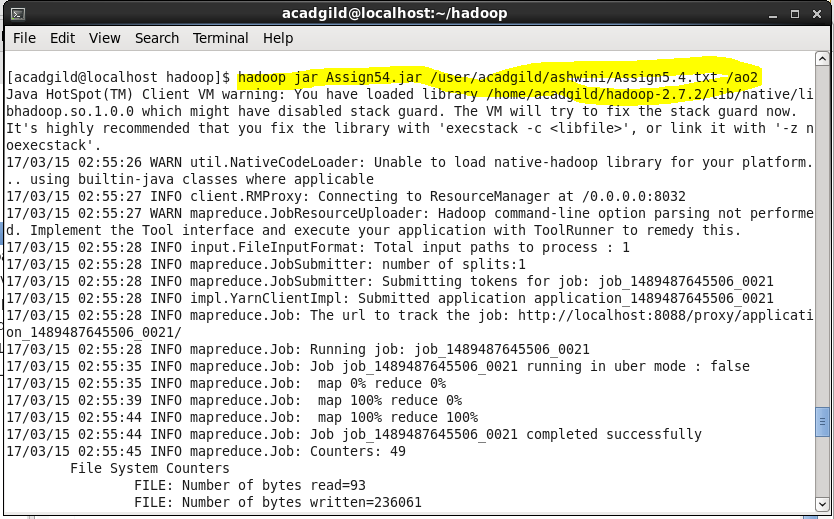 acadgild@localhost:~/hadoop
File Edit View Search Terminal Help
[acadgild@localhost hadoop]$ hadoop jar Assign54.jar /user/acadgild/ashwini/Assign5.4.txt /ao2
Java HotSpot(TM) Client VM warning: You have loaded library /home/acadgild/hadoop-2.7.2/lib/native/li
bhadoop.so.1.0.0 which might have disabled stack guard. The VM will try to fix the stack guard now.
It's highly recommended that you fix the library with 'execstack -c <libfile>', or link it with '-z n
oexecstack'.
17/03/15 02:55:26 WARN util.NativeCodeLoader: Unable to load native-hadoop library for your platform.
.. using builtin-java classes where applicable
17/03/15 02:55:27 INFO client.RMProxy: Connecting to ResourceManager at /0.0.0.0:8032
17/03/15 02:55:27 WARN mapreduce.JobResourceUploader: Hadoop command-line option parsing not performe
d. Implement the Tool interface and execute your application with ToolRunner to remedy this.
17/03/15 02:55:28 INFO input.FileInputFormat: Total input paths to process : 1
17/03/15 02:55:28 INFO mapreduce.JobSubmitter: number of splits:1
17/03/15 02:55:28 INFO mapreduce.JobSubmitter: Submitting tokens for job: job_1489487645506_0021
17/03/15 02:55:28 INFO impl.YarnClientImpl: Submitted application application_1489487645506_0021
17/03/15 02:55:28 INFO mapreduce.Job: The url to track the job: http://localhost:8088/proxy/applicati
on_1489487645506_0021/
17/03/15 02:55:28 INFO mapreduce.Job: Running job: job_1489487645506_0021
17/03/15 02:55:35 INFO mapreduce.Job: Job job_1489487645506_0021 running in uber mode : false
17/03/15 02:55:35 INFO mapreduce.Job:  map 0% reduce 0%
17/03/15 02:55:39 INFO mapreduce.Job:  map 100% reduce 0%
17/03/15 02:55:44 INFO mapreduce.Job:  map 100% reduce 100%
17/03/15 02:55:44 INFO mapreduce.Job: Job job_1489487645506_0021 completed successfully
17/03/15 02:55:45 INFO mapreduce.Job: Counters: 49
File System Counters
FILE: Number of bytes read=93
FILE: Number of bytes written=236061